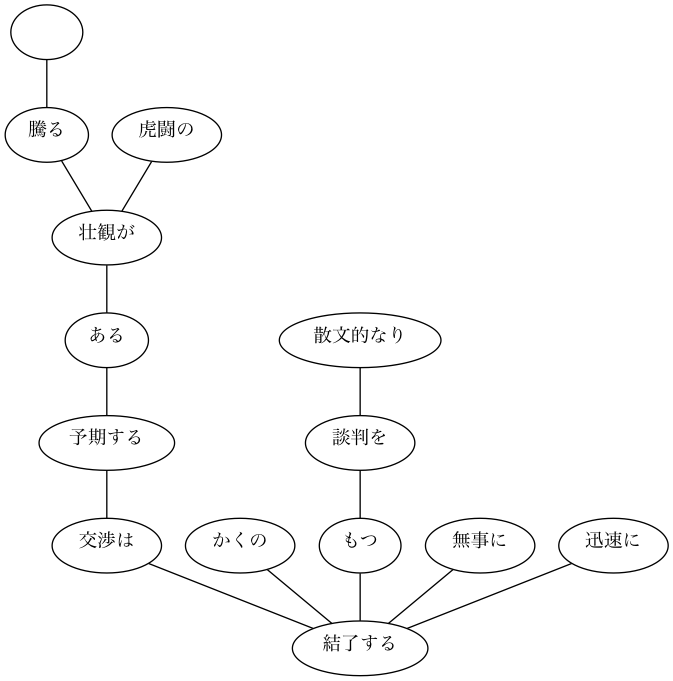 騰る
虎闘の
壮観が
ある
散文的なり
予期する
談判を
交渉は
かくの
もつ
無事に
迅速に
結了する